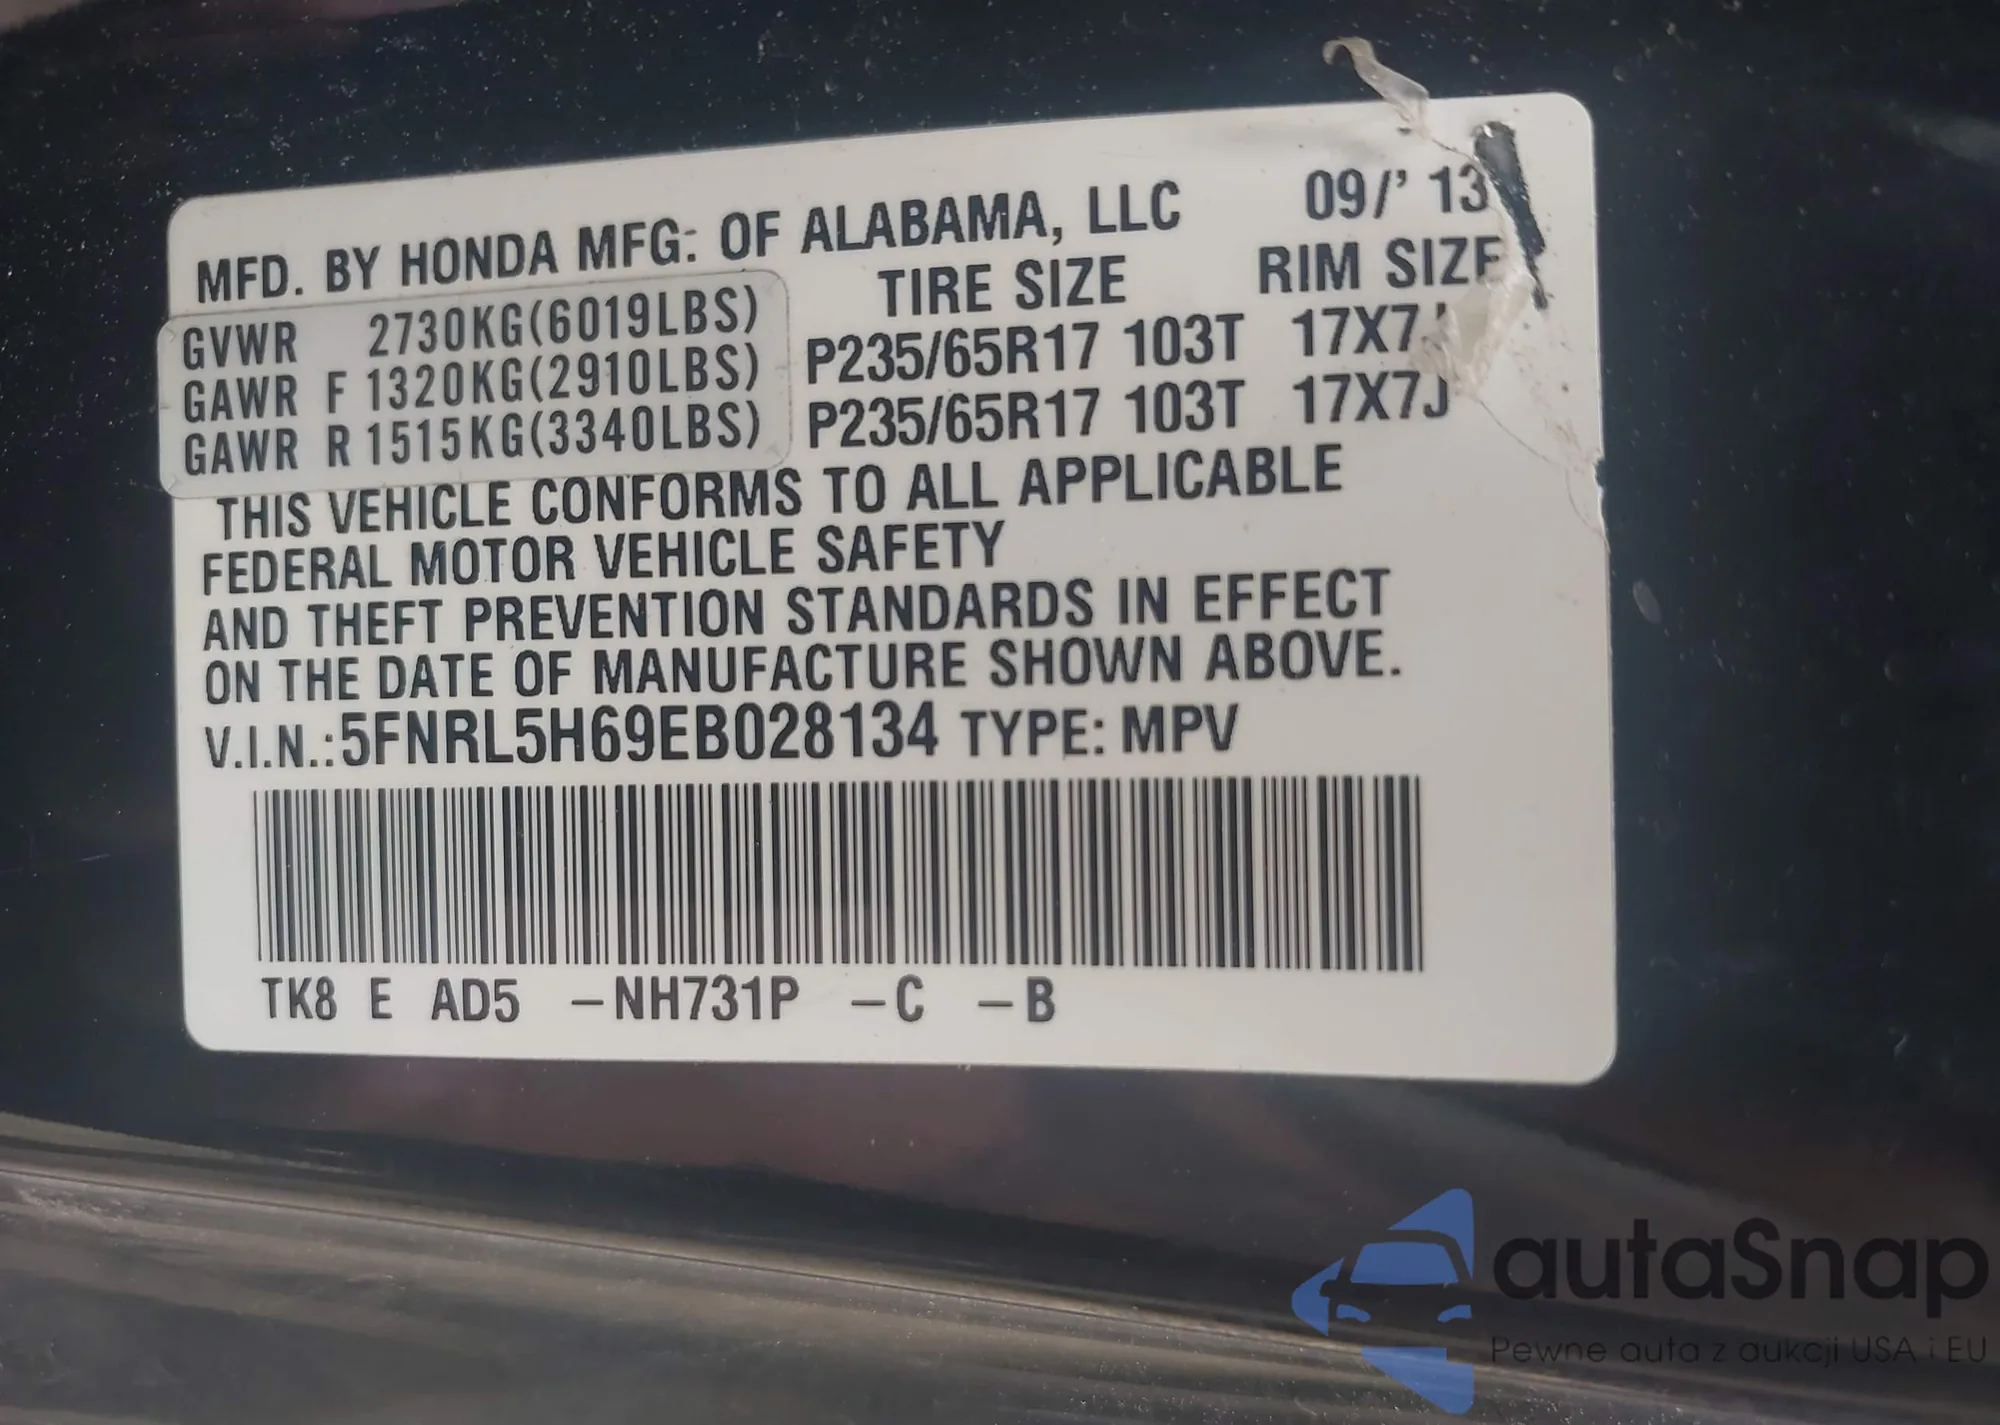 MFD. BY HONDA MFG. OF ALABAMA, LLC 09/' 13
TIRE SIZE RIM SIZE
GVWR 2730KG(6019LBS)
GAWR F 1320KG(2910LBS) P235/65R17 103T 17X7J
GAWR R 1515KG(3340LBS) P235/65R17 103T 17X7J
THIS VEHICLE CONFORMS TO ALL APPLICABLE
FEDERAL MOTOR VEHICLE SAFETY
AND THEFT PREVENTION STANDARDS IN EFFECT
ON THE DATE OF MANUFACTURE SHOWN ABOVE.
V.I.N.:5FNRL5H69EB028134 TYPE: MPV
TK8 E AD5 –NH731P –C –B
autaSnap
Pewne auta z aukcji USA i EU